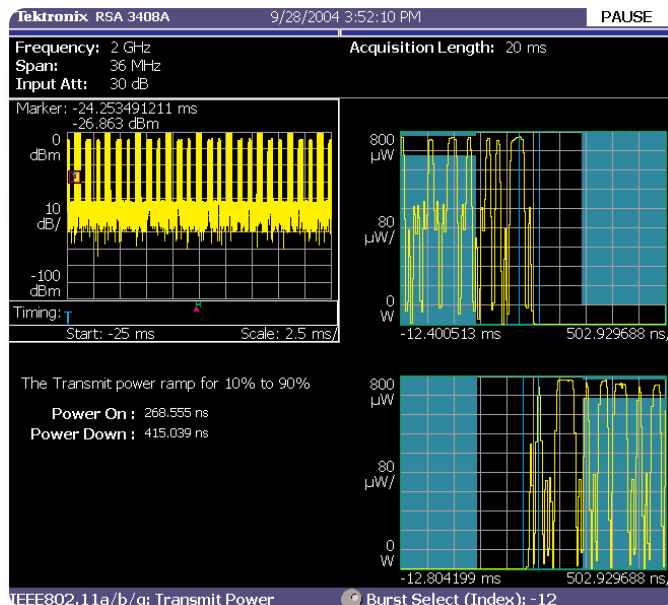 Tektronix RSA 3408A 9/28/2004 3:52:10 PM PAUSE
Frequency: 2 GHz Acquisition Length: 20 ms
Span: 36 MHz
Input Att: 30 dB
Marker: -24.253491211 ms
-26.863 dBm
0
dBm
10
dB/
-100
dBm
Timing: T
Start: -25 ms Scale: 2.5 ms/
800
µW
80
µW/
0
W
-12.400513 ms 502.929688 ns/
The Transmit power ramp for 10% to 90%
Power On : 268.555 ns
Power Down : 415.039 ns
800
µW
80
µW/
0
W
-12.804199 ms 502.929688 ns/
IEEE802.11a/b/g: Transmit Power Burst Select (Index): -12